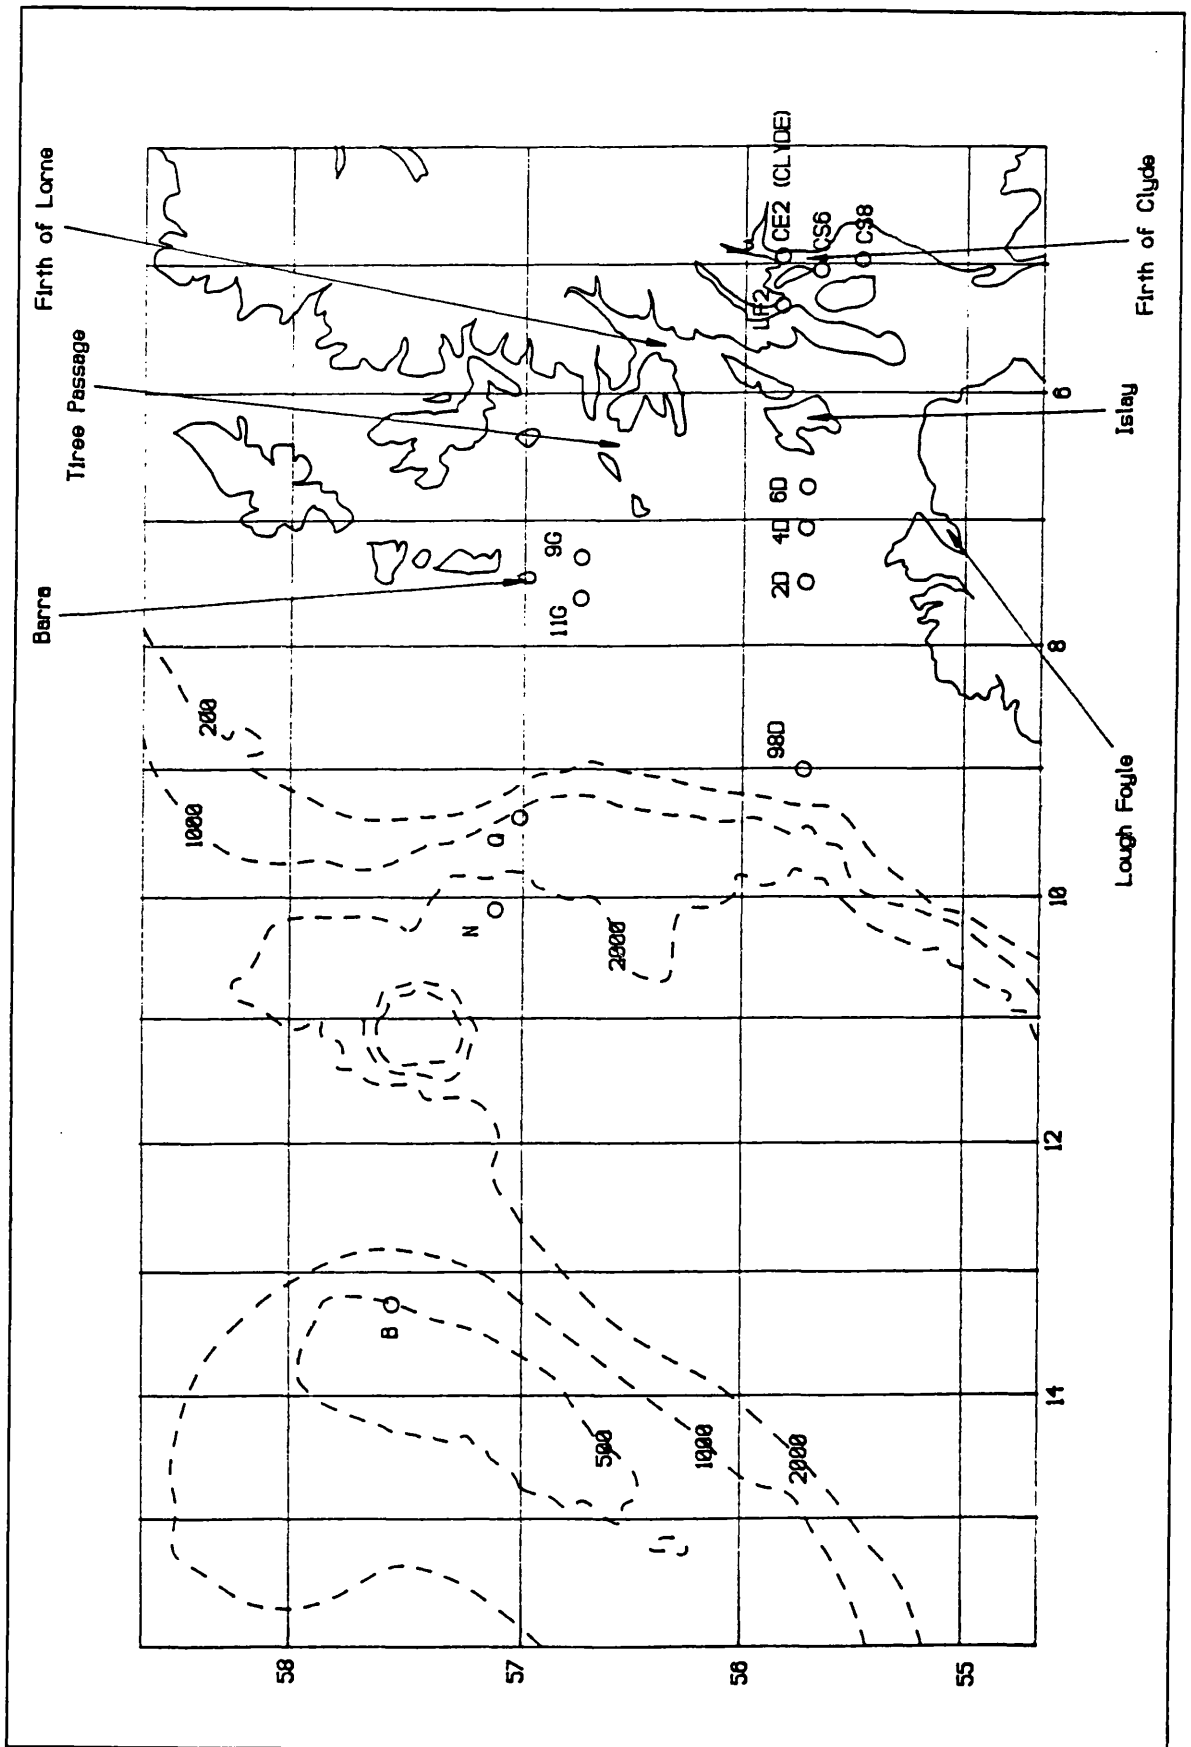 Barra
Tiree Passage
Firth of Lorne
1000
200
58
B
N
Q
57
11G
9G
500
2000
1000
56
2000
98D
2D
4D
6D
LF2
CE2 (CLYDE)
CS6
CS8
55
14
12
10
8
6
Lough Foyle
Islay
Firth of Clyde